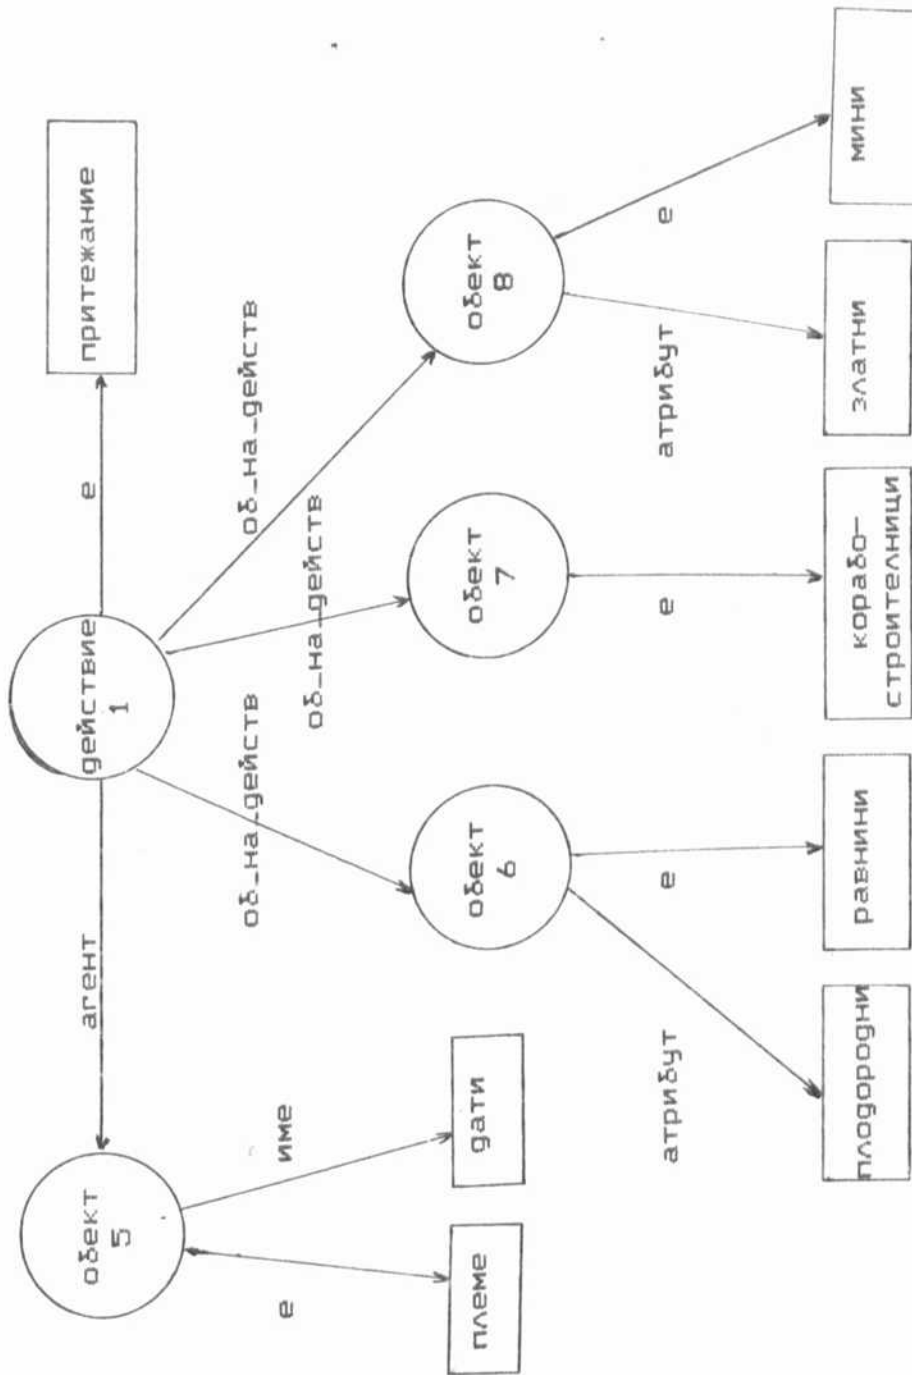 притежание
е
действие
1
агент
обект
5
е
име
племе
дати
об_на_действ
об_на_действ
об_на_действ
обект
6
обект
7
обект
8
атрибут
е
е
атрибут
е
плодородни
равнини
корабо-
строителници
златни
мини